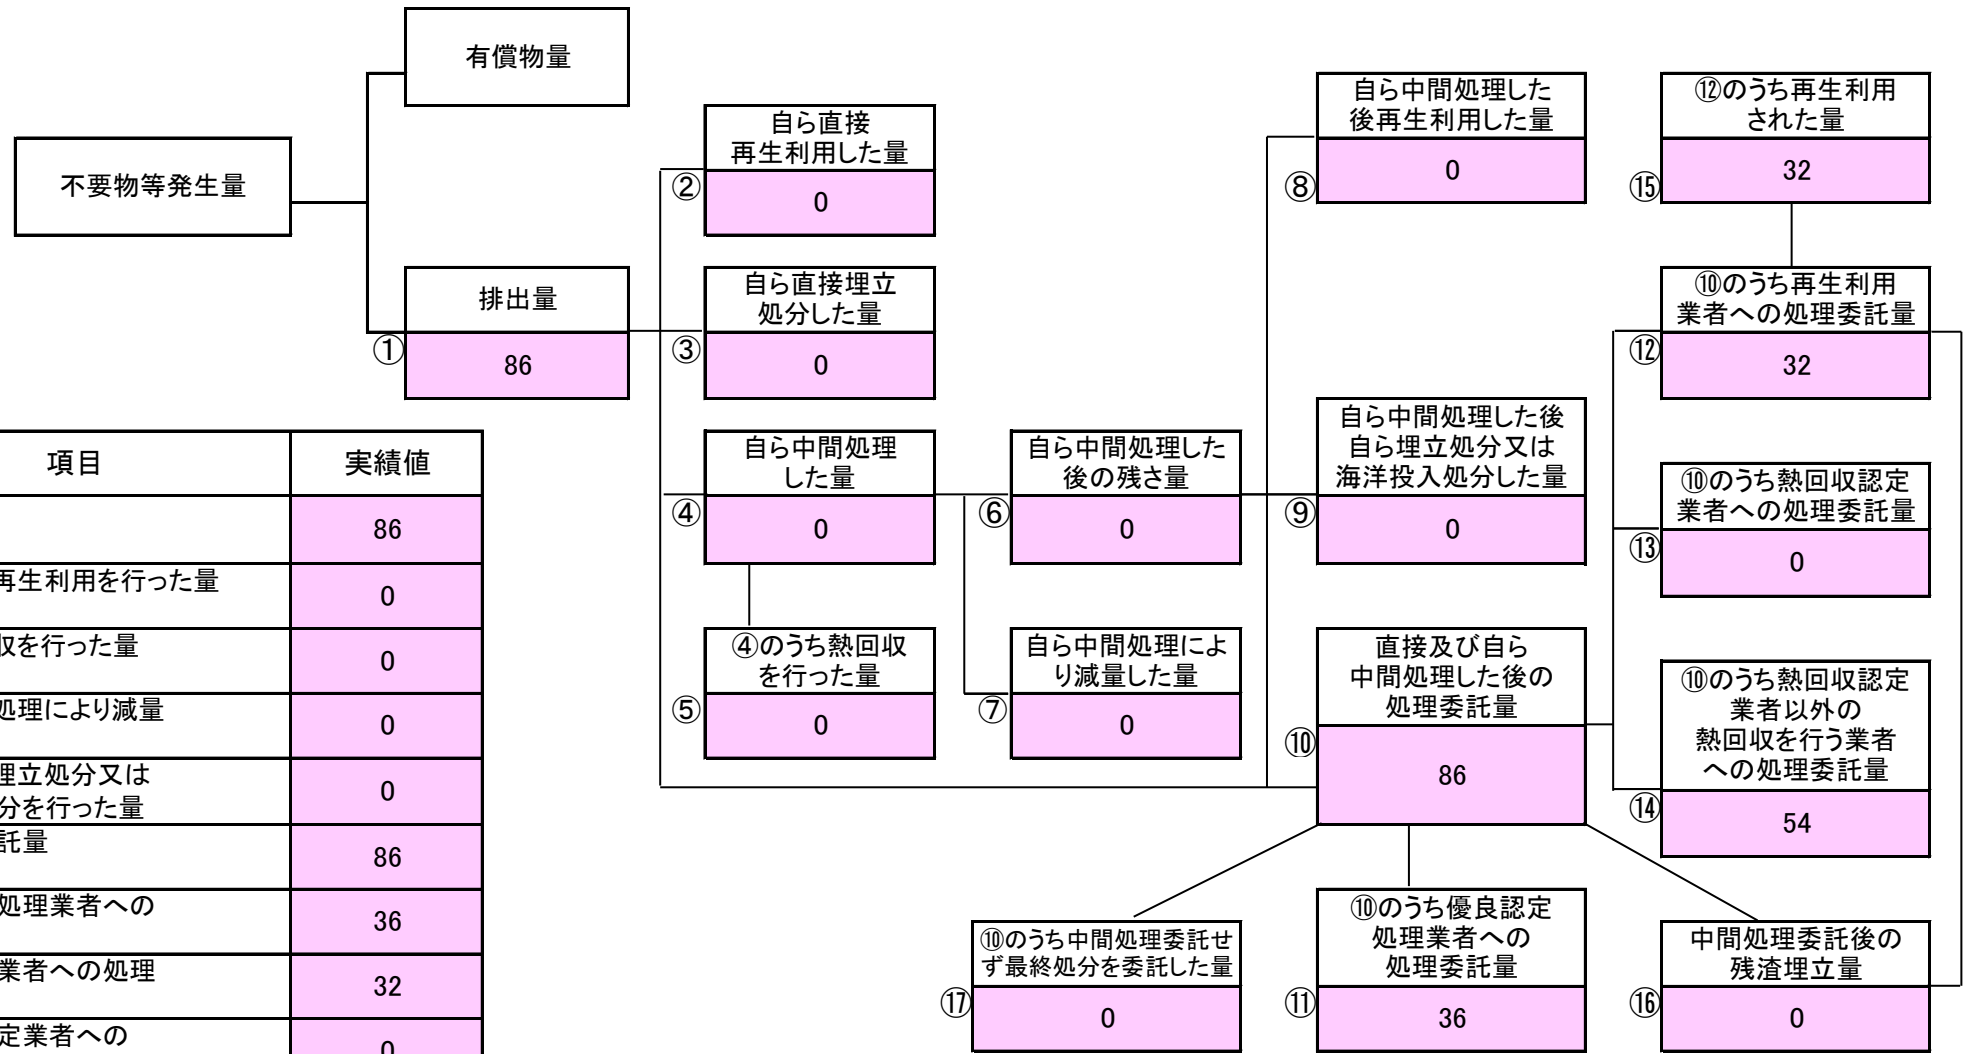 有償物量
不要物等発生量
排出量
①
86
自ら直接
再生利用した量
②
0
自ら直接埋立
処分した量
③
0
自ら中間処理
した量
④
0
④のうち熱回収
を行った量
⑤
0
自ら中間処理した
後の残さ量
⑥
0
自ら中間処理によ
り減量した量
⑦
0
自ら中間処理した
後再生利用した量
⑧
0
自ら中間処理した後
自ら埋立処分又は
海洋投入処分した量
⑨
0
直接及び自ら
中間処理した後の
処理委託量
⑩
86
⑩のうち優良認定
処理業者への
処理委託量
⑪
36
⑩のうち中間処理委託せ
ず最終処分を委託した量
⑰
0
⑫のうち再生利用
された量
⑮
32
⑩のうち再生利用
業者への処理委託量
⑫
32
⑩のうち熱回収認定
業者への処理委託量
⑬
0
⑩のうち熱回収認定
業者以外の
熱回収を行う業者
への処理委託量
⑭
54
中間処理委託後の
残渣埋立量
⑯
0
項目 実績値
86
再生利用を行った量 0
収を行った量 0
処理により減量 0
埋立処分又は
分を行った量 0
託量 86
処理業者への 36
業者への処理 32
定業者への 0